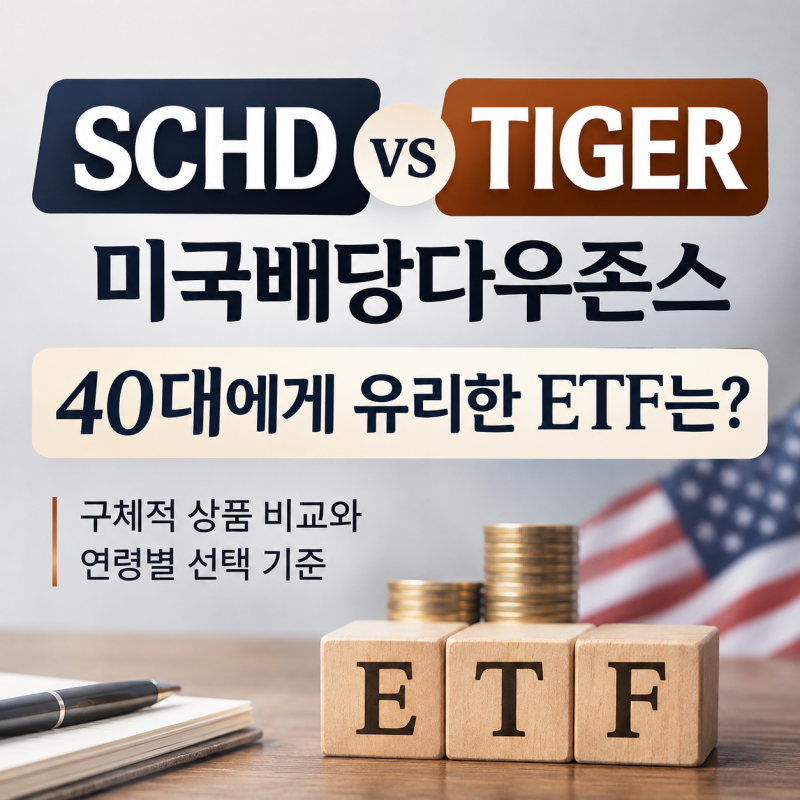 SCHD vs TIGER
미국배당다우존스
40대에게 유리한 ETF는?
구체적 상품 비교와
연령별 선택 기준
E T F